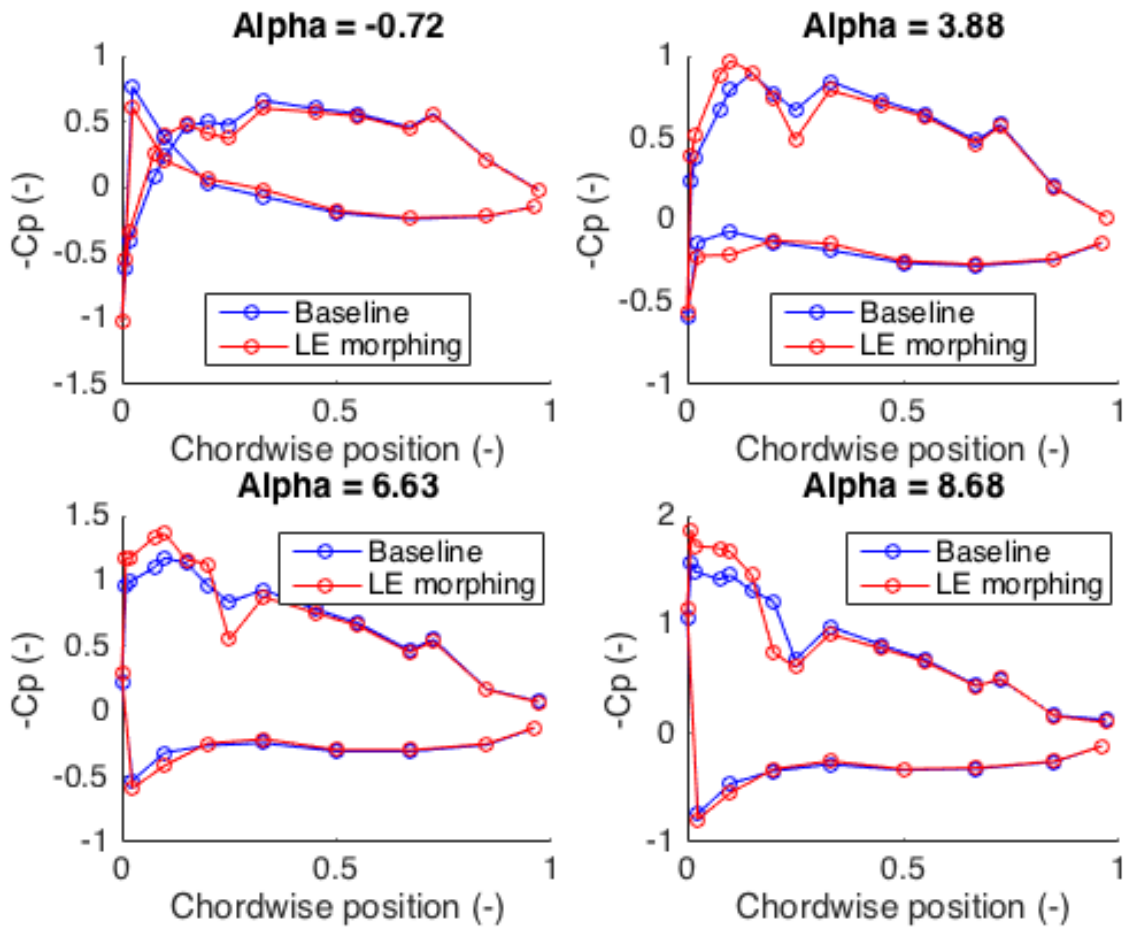 Alpha = -0.72
1
0.5
0
-0.5
-1
-1.5
-Cp (-)
Baseline
LE morphing
0
0.5
1
Chordwise position (-)
Alpha = 3.88
1
0.5
0
-0.5
-1
-Cp (-)
Baseline
LE morphing
0
0.5
1
Chordwise position (-)
Alpha = 6.63
1.5
1
0.5
0
-0.5
-1
-Cp (-)
Baseline
LE morphing
0
0.5
1
Chordwise position (-)
Alpha = 8.68
2
1
0
-1
-Cp (-)
Baseline
LE morphing
0
0.5
1
Chordwise position (-)